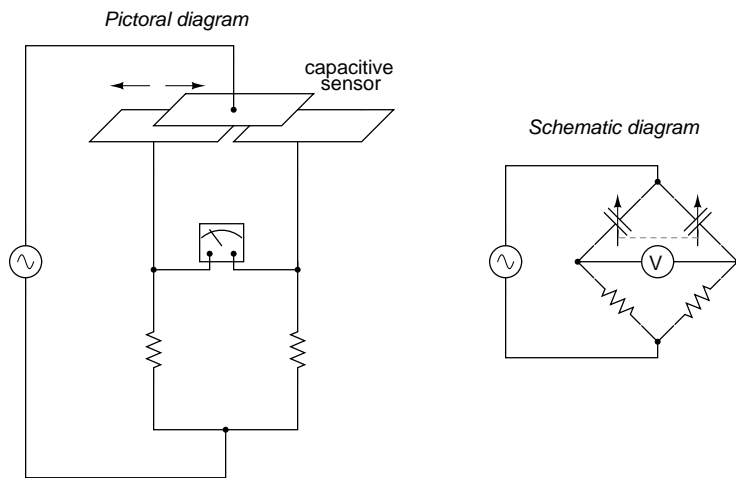 Pictoral diagram
capacitive
sensor
Schematic diagram
V